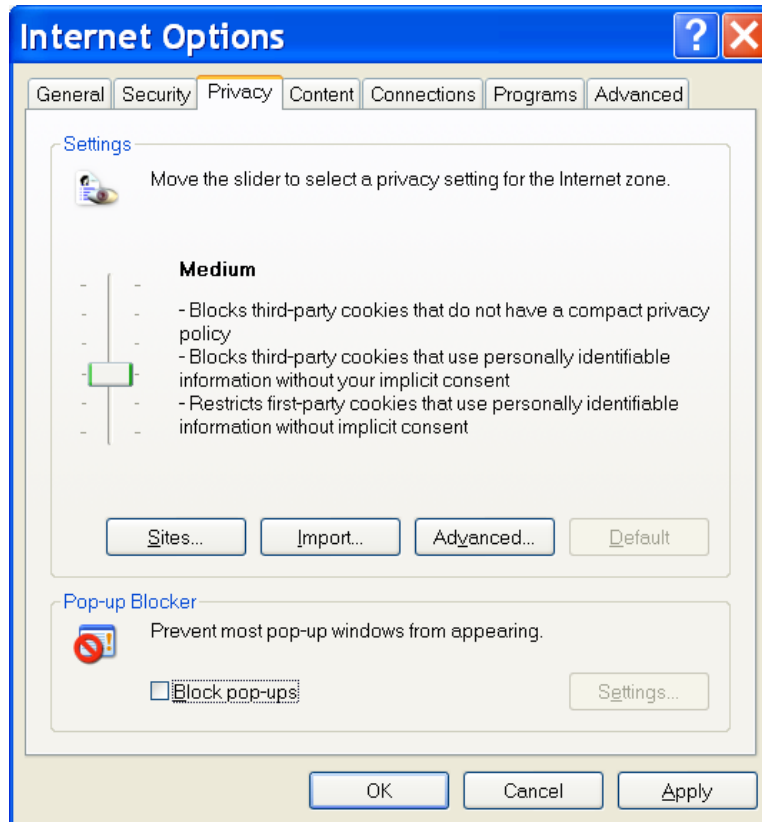 Internet Options
?
General Security Privacy Content Connections Programs Advanced
Settings
Move the slider to select a privacy setting for the Internet zone.
Medium
- Blocks third-party cookies that do not have a compact privacy
policy
- Blocks third-party cookies that use personally identifiable
information without your implicit consent
- Restricts first-party cookies that use personally identifiable
information without implicit consent
Sites... Import... Advanced... Default
Pop-up Blocker
Prevent most pop-up windows from appearing.
Block pop-ups Settings...
OK Cancel Apply